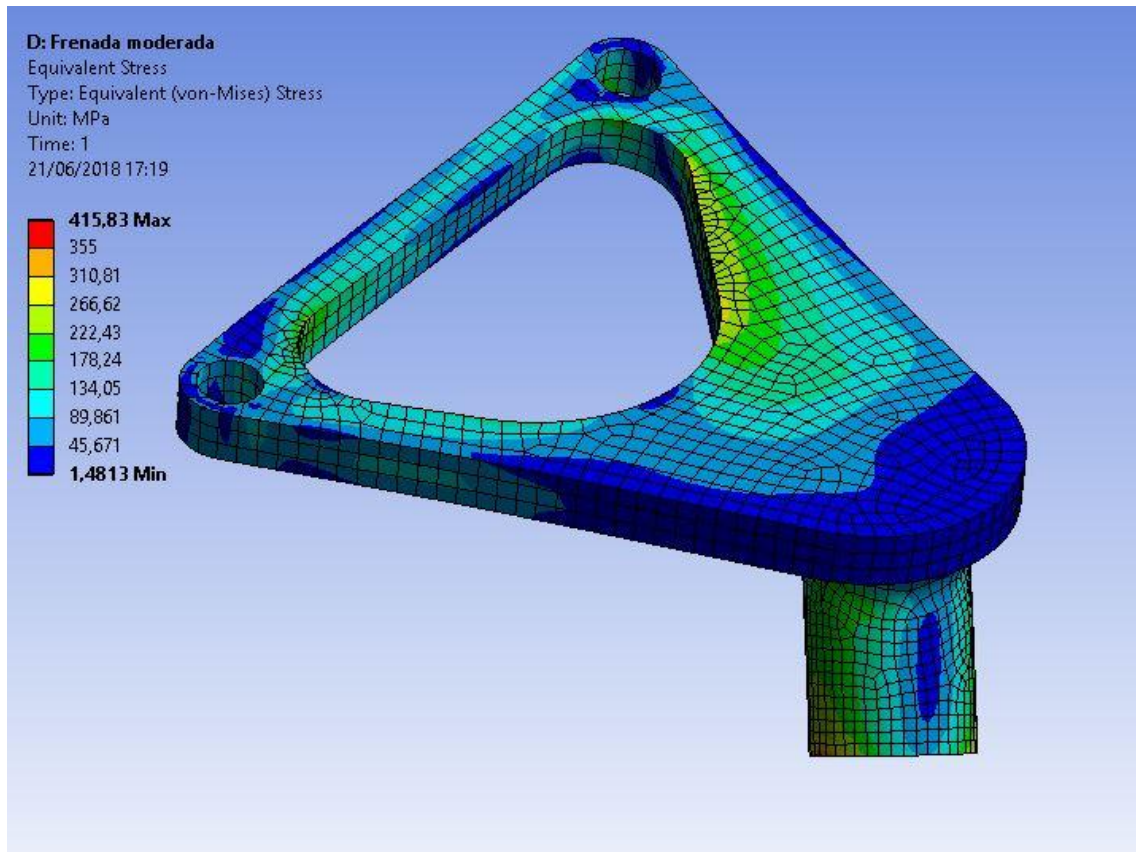 D: Frenada moderada
Equivalent Stress
Type: Equivalent (von-Mises) Stress
Unit: MPa
Time: 1
21/06/2018 17:19
415,83 Max
355
310,81
266,62
222,43
178,24
134,05
89,861
45,671
1,4813 Min